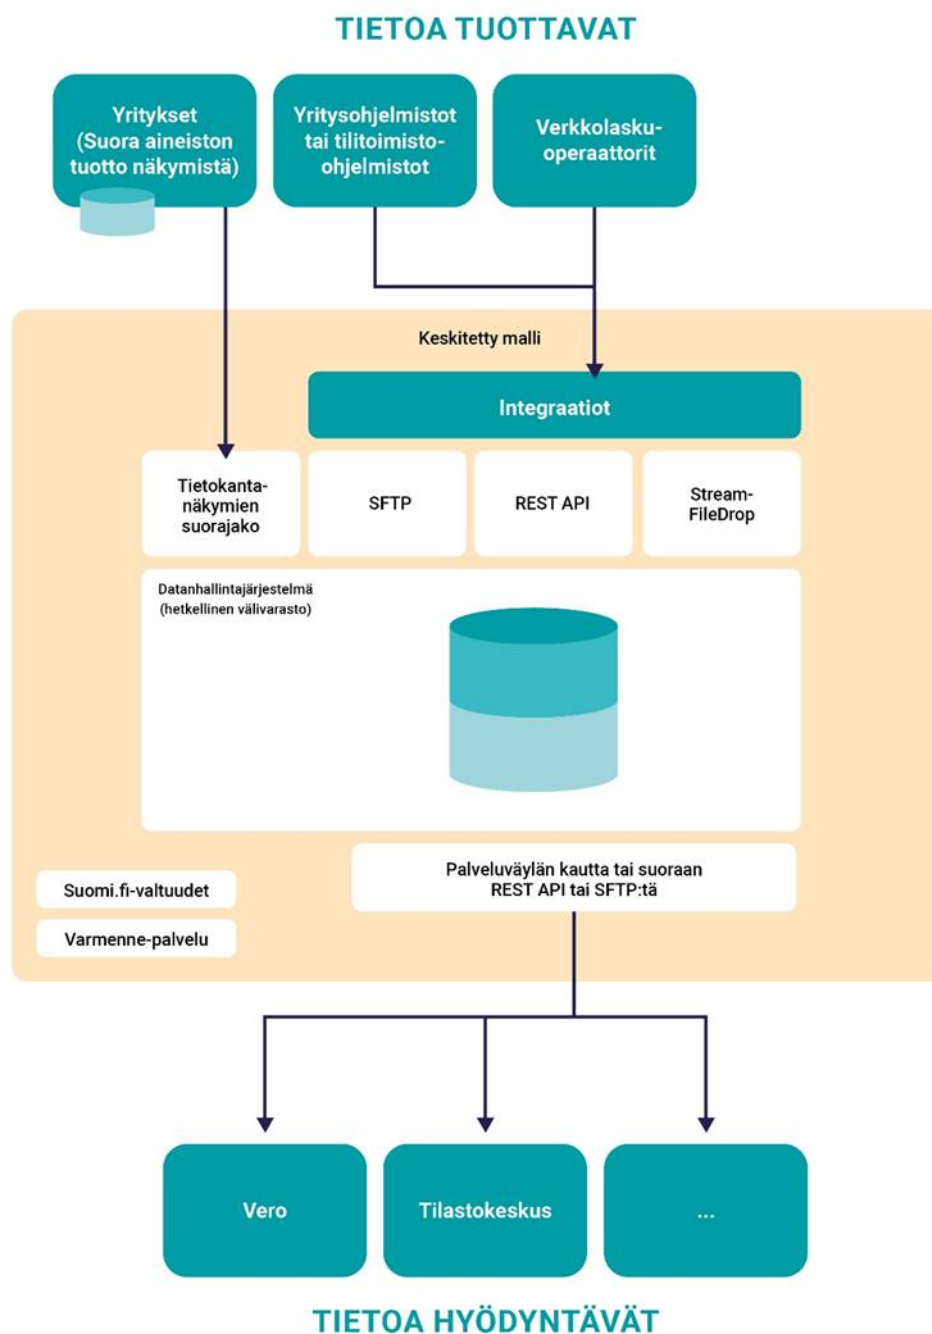 TIETOA TUOTTAVAT
Yritykset
(Suora aineiston
tuotto näkymistä)
Yritysohjelmistot
tai tilitoimisto-
ohjelmistot
Verkkolasku-
operaattorit
Keskitetty malli
Integraatiot
Tietokanta-
näkymien
suorajako
SFTP
REST API
Stream-
FileDrop
Datanhallintajärjestelmä
(hetkellinen välivarasto)
Palveluväylän kautta tai suoraan
REST API tai SFTP:tä
Suomi.fi-valtuudet
Varmenne-palvelu
Vero
Tilastokeskus
...
TIETOA HYÖDYNTÄVÄT